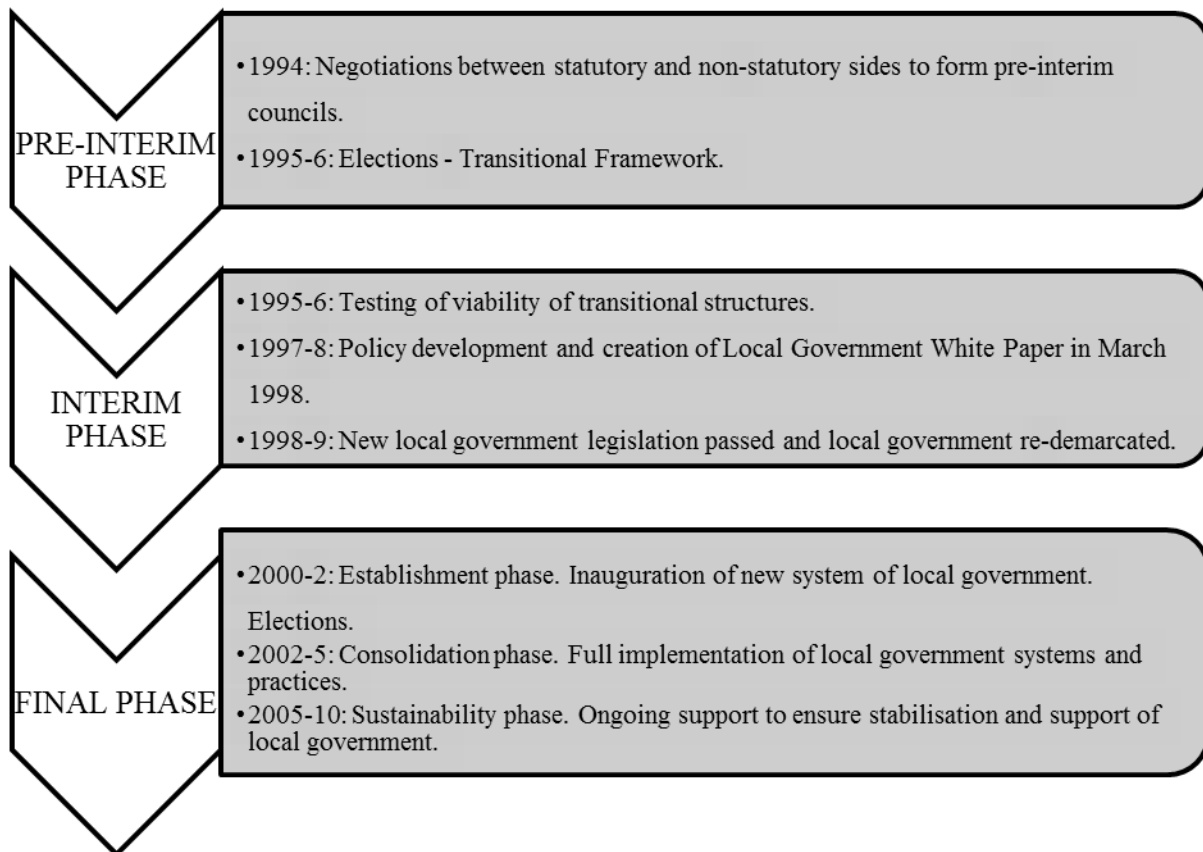 PRE-INTERIM
PHASE
•1994: Negotiations between statutory and non-statutory sides to form pre-interim
councils.
•1995-6: Elections - Transitional Framework.
INTERIM
PHASE
•1995-6: Testing of viability of transitional structures.
•1997-8: Policy development and creation of Local Government White Paper in March
1998.
•1998-9: New local government legislation passed and local government re-demarcated.
FINAL PHASE
•2000-2: Establishment phase. Inauguration of new system of local government.
Elections.
•2002-5: Consolidation phase. Full implementation of local government systems and
practices.
•2005-10: Sustainability phase. Ongoing support to ensure stabilisation and support of
local government.